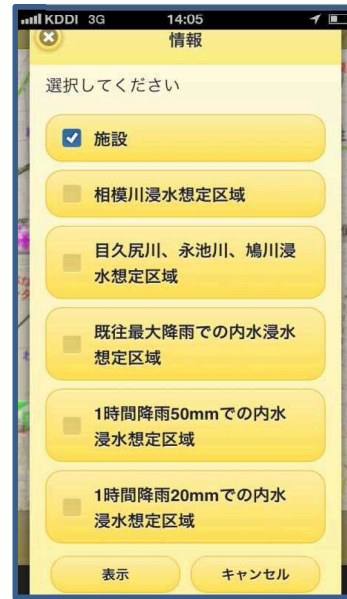 KDDI 3G 14:05
情報
選択してください
施設
相模川浸水想定区域
目久尻川、永池川、鳩川浸
水想定区域
既往最大降雨での内水浸水
想定区域
1時間降雨50mmでの内水
浸水想定区域
1時間降雨20mmでの内水
浸水想定区域
表示 キャンセル